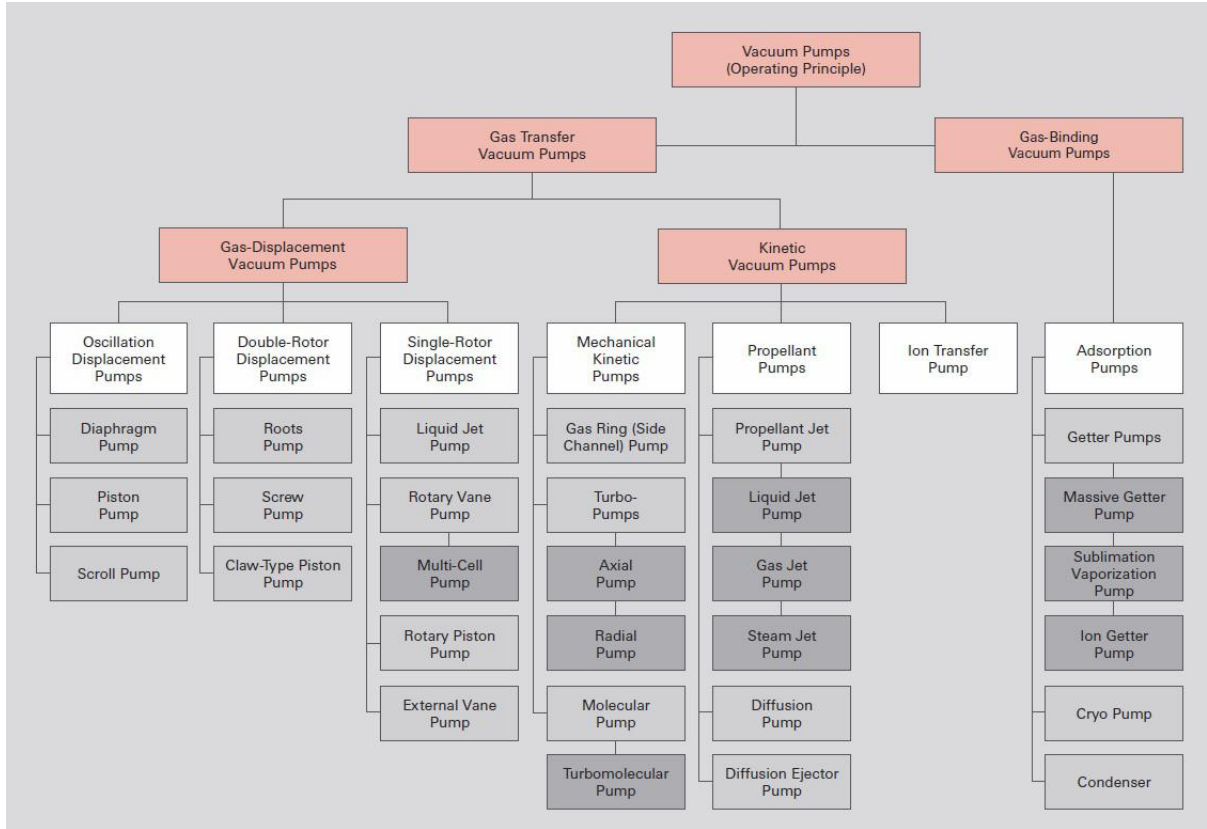 Vacuum Pumps
(Operating Principle)
Gas Transfer
Vacuum Pumps
Gas-Binding
Vacuum Pumps
Gas-Displacement
Vacuum Pumps
Kinetic
Vacuum Pumps
Oscillation
Displacement
Pumps
Double-Rotor
Displacement
Pumps
Single-Rotor
Displacement
Pumps
Mechanical
Kinetic
Pumps
Propellant
Pumps
Ion Transfer
Pump
Adsorption
Pumps
Diaphragm
Pump
Roots
Pump
Liquid Jet
Pump
Gas Ring (Side
Channel) Pump
Propellant Jet
Pump
Getter Pumps
Piston
Pump
Screw
Pump
Rotary Vane
Pump
Turbo-
Pumps
Liquid Jet
Pump
Massive Getter
Pump
Scroll Pump
Claw-Type Piston
Pump
Multi-Cell
Pump
Axial
Pump
Gas Jet
Pump
Sublimation
Vaporization
Pump
Rotary Piston
Pump
Radial
Pump
Steam Jet
Pump
Ion Getter
Pump
External Vane
Pump
Molecular
Pump
Diffusion
Pump
Cryo Pump
Turbomolecular
Pump
Diffusion Ejector
Pump
Condenser